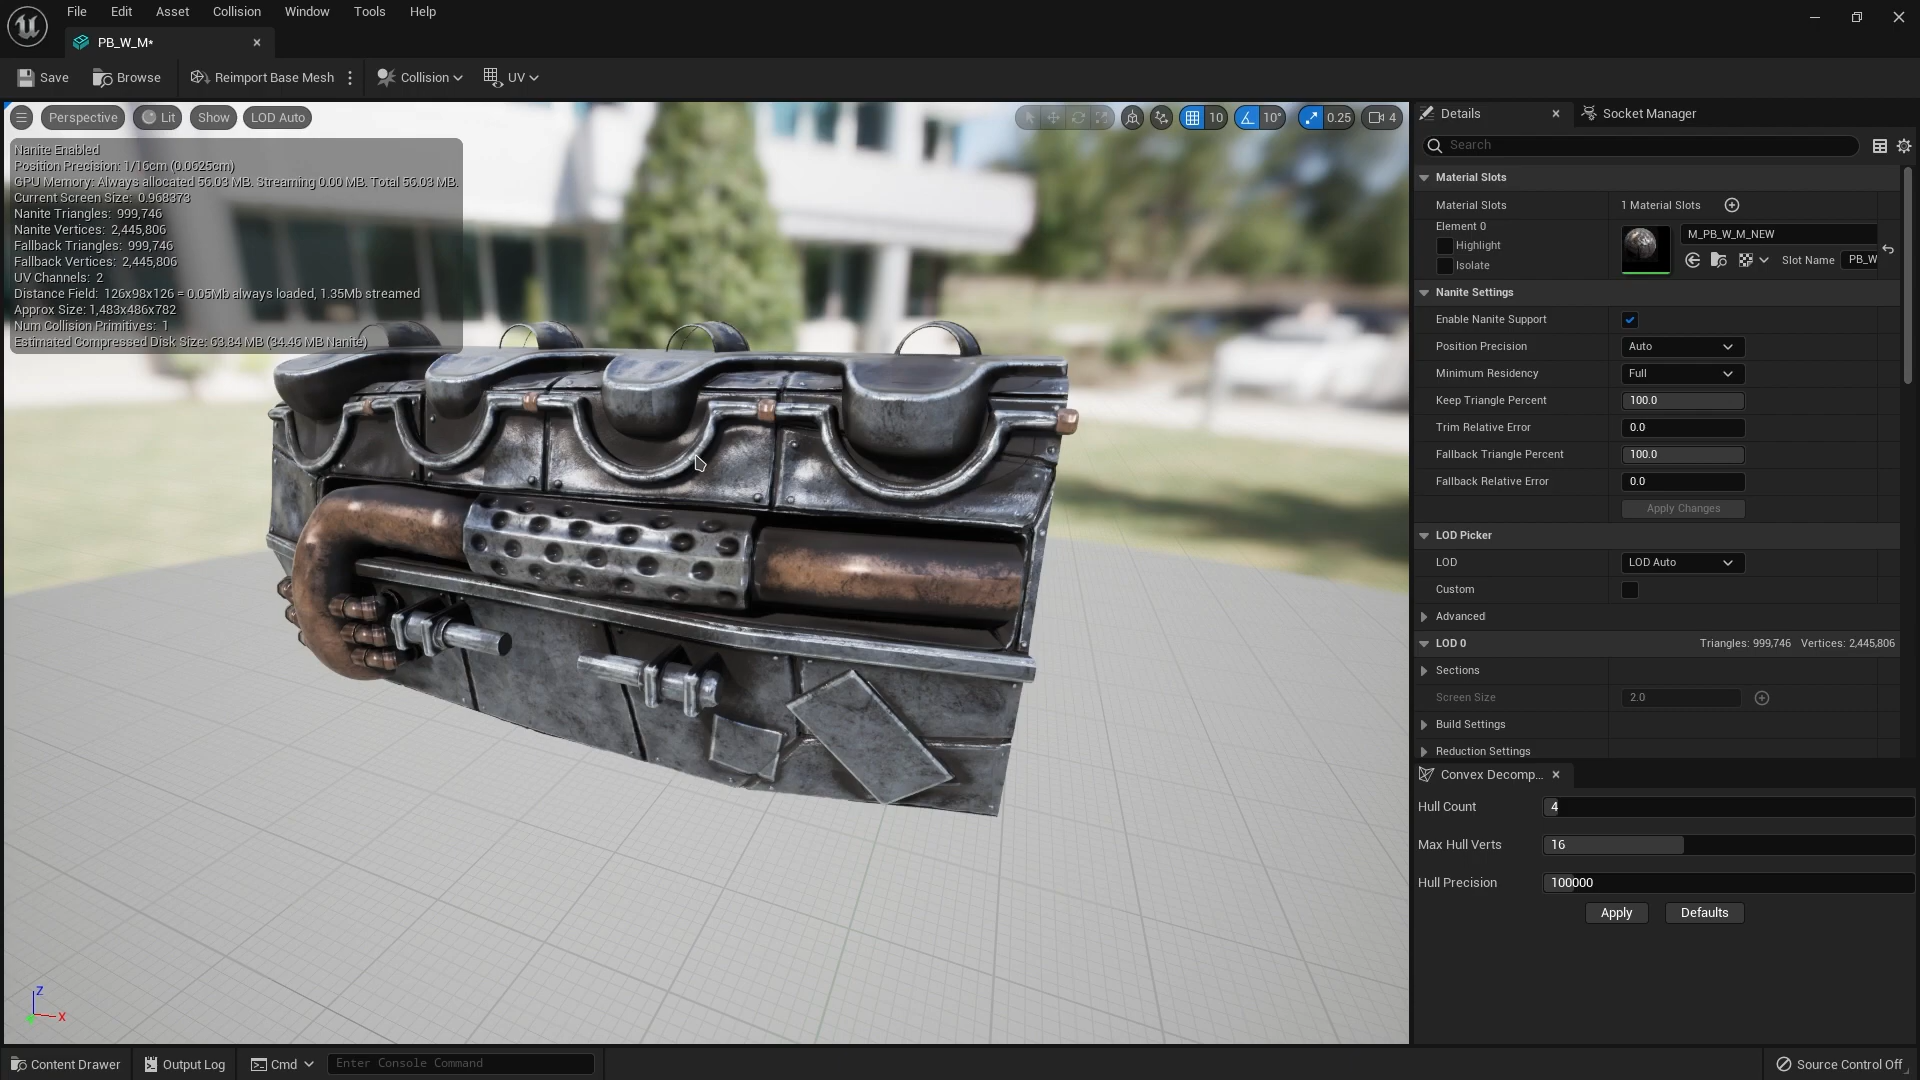 File Edit Asset Collision Window Tools Help
PB_W_M*
Save Browse Reimport Base Mesh Collision UV
Perspective Lit Show LOD Auto 10 10° 0.25 4
Nanite Enabled
Position Precision: 1/16cm (0.0625cm)
GPU Memory: Always allocated 56.03 MB. Streaming 0.00 MB. Total 56.03 MB.
Current Screen Size: 0.968373
Nanite Triangles: 999,746
Nanite Vertices: 2,445,806
Fallback Triangles: 999,746
Fallback Vertices: 2,445,806
UV Channels: 2
Distance Field: 126x98x126 = 0.05Mb always loaded, 1.35Mb streamed
Approx Size: 1,483x486x782
Num Collision Primitives: 1
Estimated Compressed Disk Size: 63.84 MB (34.46 MB Nanite)
Z
X
Details Socket Manager
Search
Material Slots
Material Slots 1 Material Slots
Element 0
M_PB_W_M_NEW
Highlight
Isolate
Slot Name PB_W
Nanite Settings
Enable Nanite Support
Position Precision Auto
Minimum Residency Full
Keep Triangle Percent 100.0
Trim Relative Error 0.0
Fallback Triangle Percent 100.0
Fallback Relative Error 0.0
Apply Changes
LOD Picker
LOD LOD Auto
Custom
Advanced
LOD 0 Triangles: 999,746 Vertices: 2,445,806
Sections
Screen Size 2.0
Build Settings
Reduction Settings
Convex Decomp...
Hull Count 4
Max Hull Verts 16
Hull Precision 100000
Apply Defaults
Content Drawer Output Log Cmd Enter Console Command Source Control Off